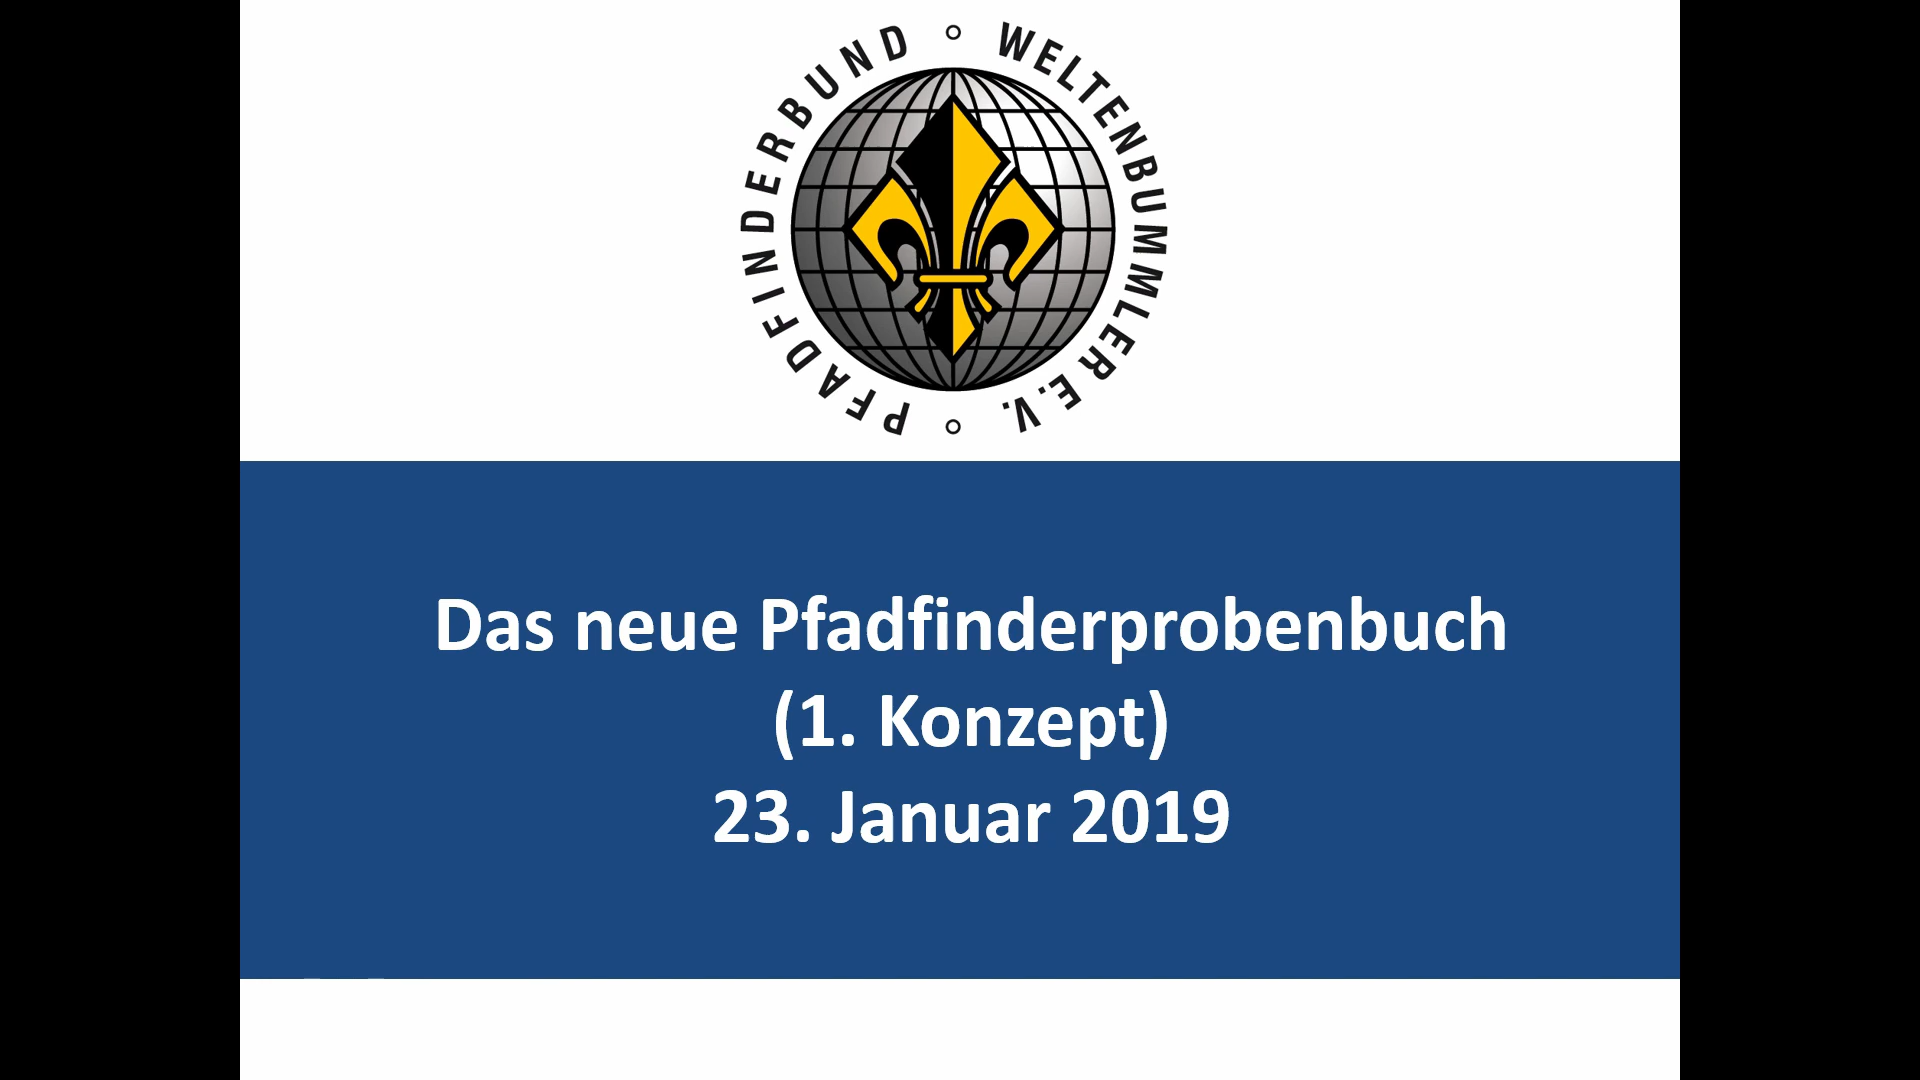 PFADFINDERBUND ° WELTENBUMMLER E.V. °
Das neue Pfadfinderprobenbuch
(1. Konzept)
23. Januar 2019